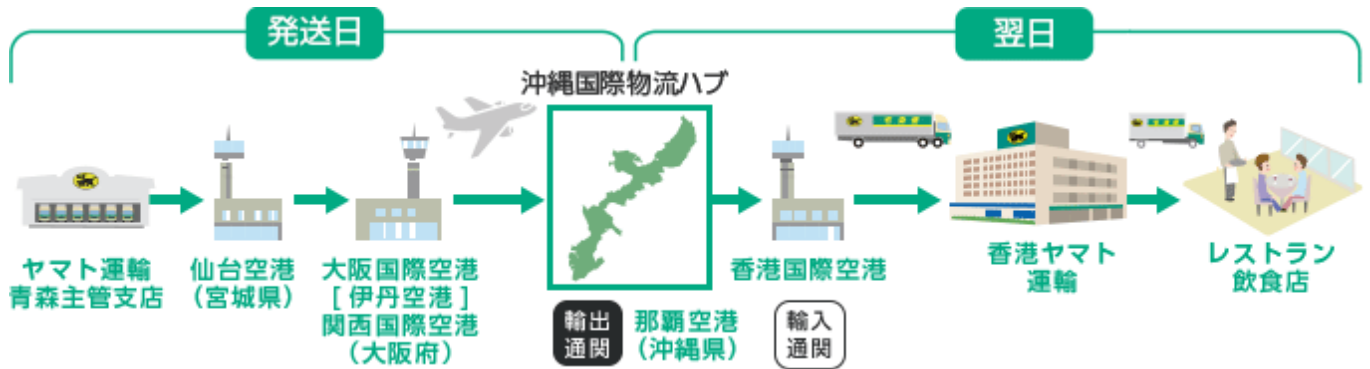 発送日
翌日
沖縄国際物流ハブ
ヤマト運輸
青森主管支店
仙台空港
（宮城県）
大阪国際空港
［伊丹空港］
関西国際空港
（大阪府）
輸出
通関
那覇空港
（沖縄県）
香港国際空港
輸入
通関
香港ヤマト
運輸
レストラン
飲食店